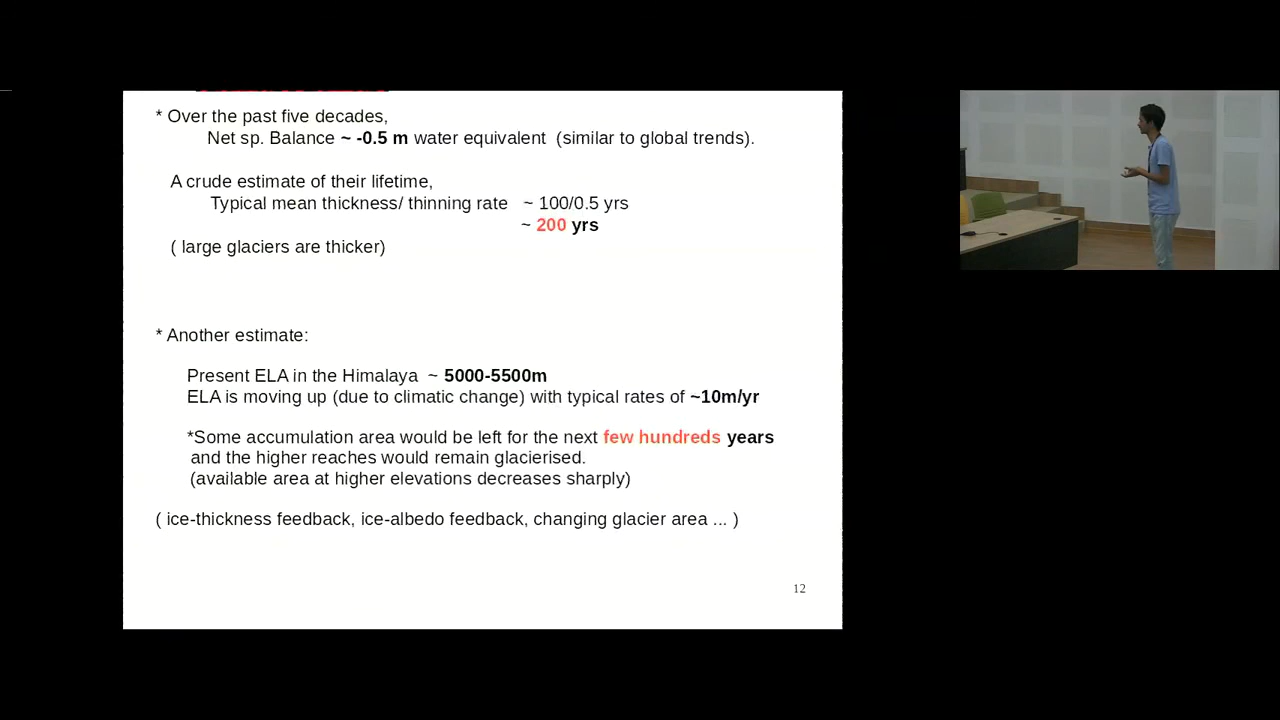 * Over the past five decades,
Net sp. Balance ~ -0.5 m water equivalent (similar to global trends).
A crude estimate of their lifetime,
Typical mean thickness/ thinning rate ~ 100/0.5 yrs
~ 200 yrs
( large glaciers are thicker)
* Another estimate:
Present ELA in the Himalaya ~ 5000-5500m
ELA is moving up (due to climatic change) with typical rates of ~10m/yr
*Some accumulation area would be left for the next few hundreds years
and the higher reaches would remain glacierised.
(available area at higher elevations decreases sharply)
( ice-thickness feedback, ice-albedo feedback, changing glacier area ... )
12